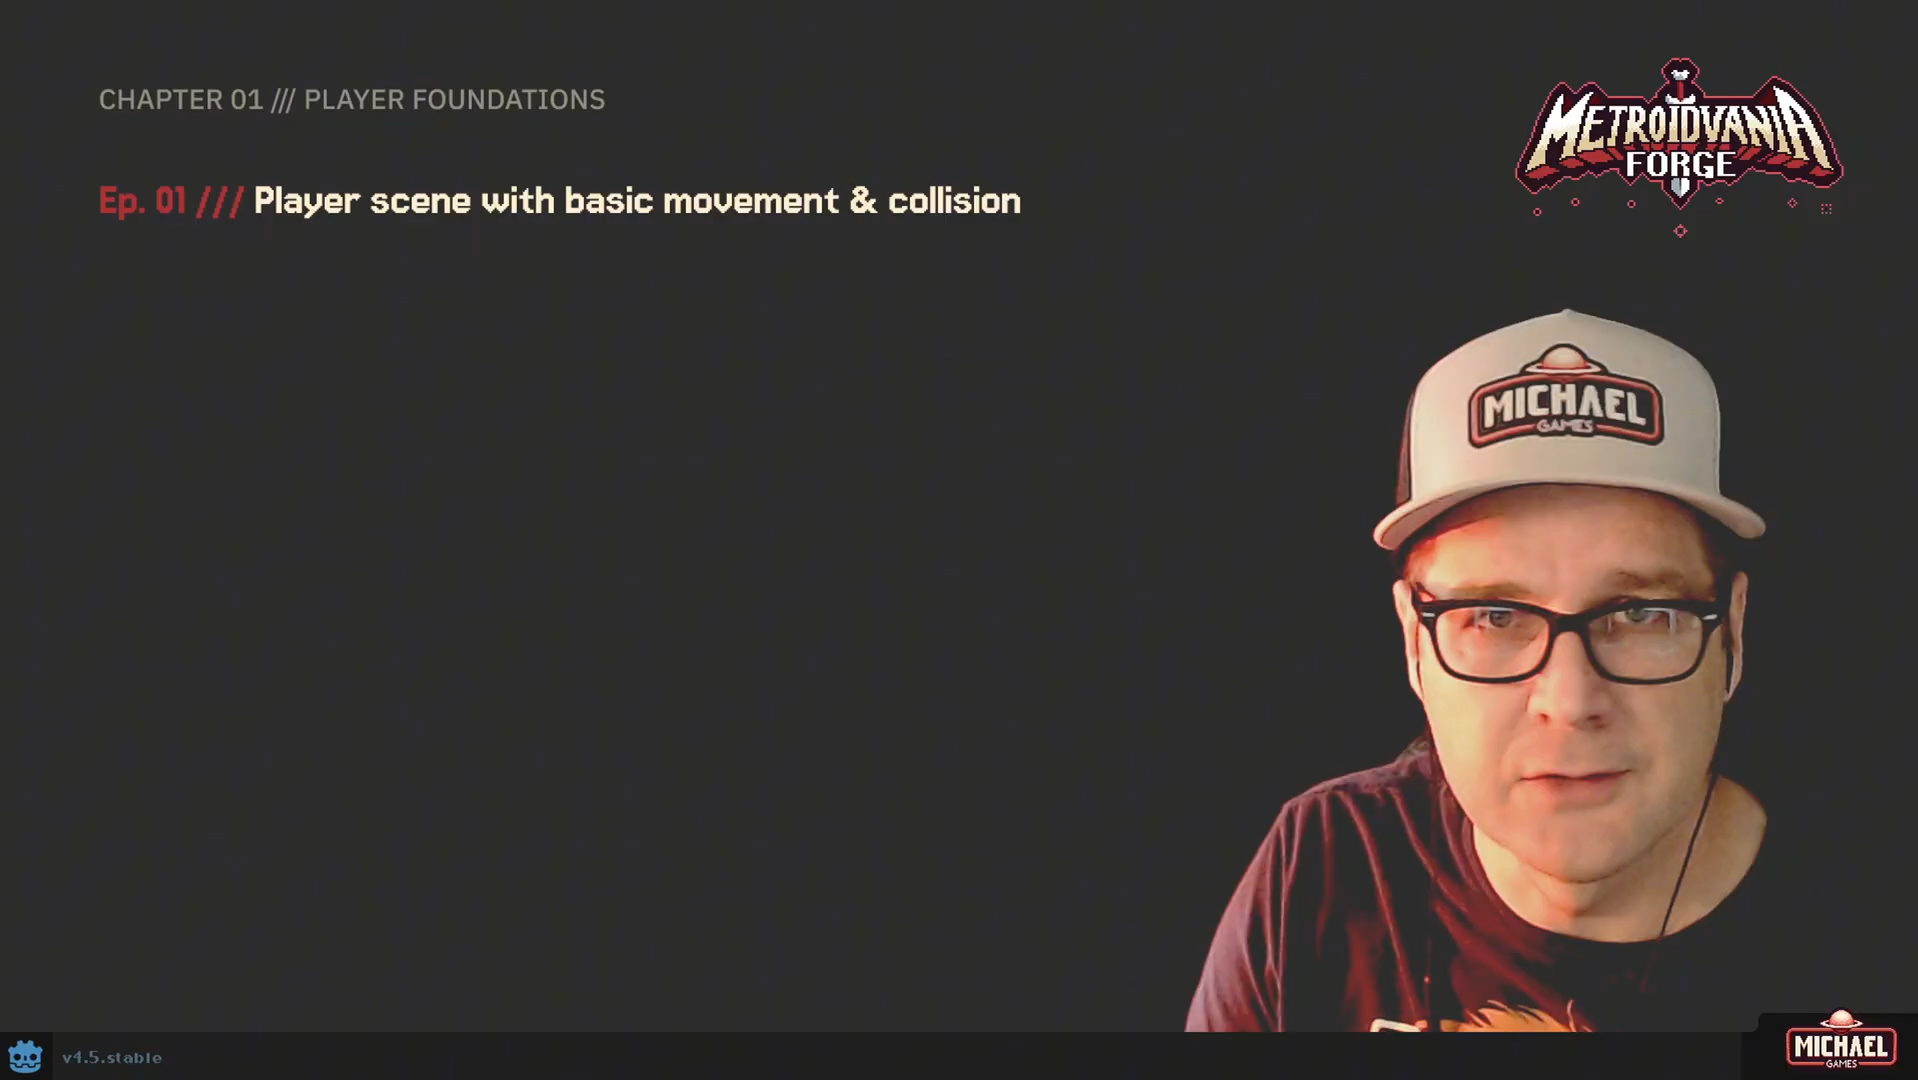 CHAPTER 01 /// PLAYER FOUNDATIONS
Ep. 01 /// Player scene with basic movement & collision
METROIDVANIA
FORGE
MICHAEL
GAMES
v4.5.stable
MICHAEL
GAMES